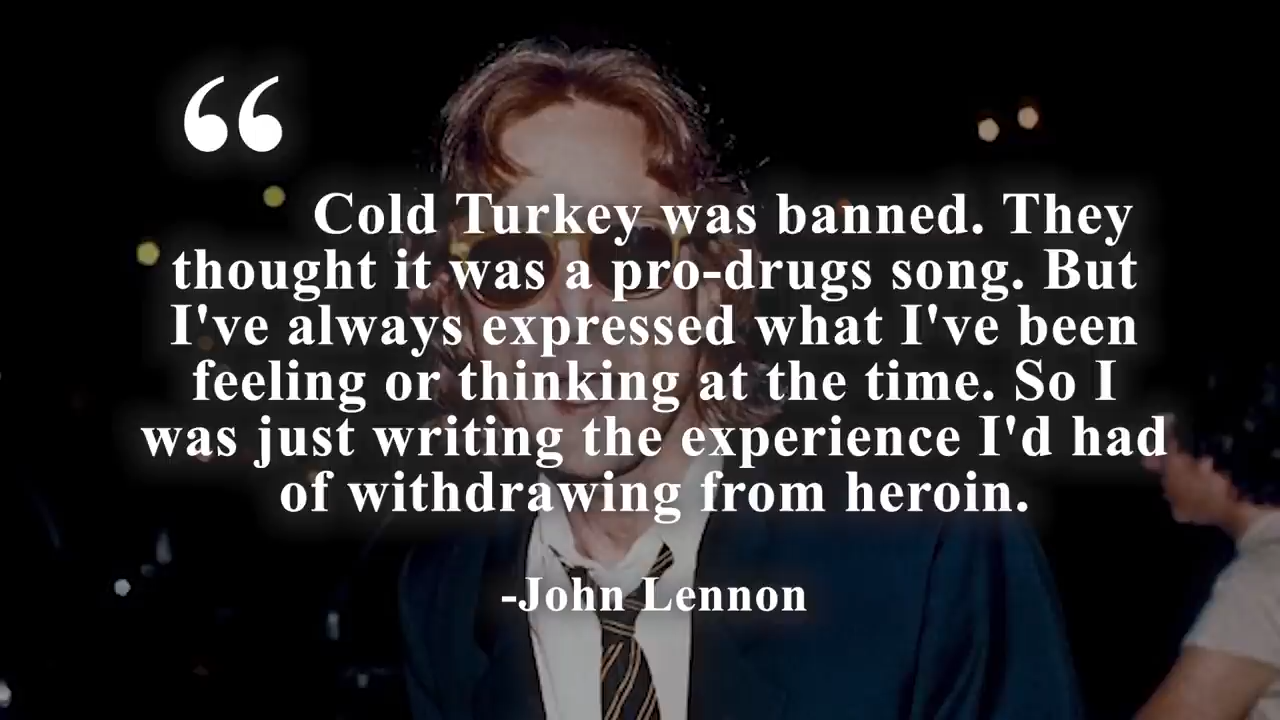 “
Cold Turkey was banned. They
thought it was a pro-drugs song. But
I've always expressed what I've been
feeling or thinking at the time. So I
was just writing the experience I'd had
of withdrawing from heroin.
-John Lennon